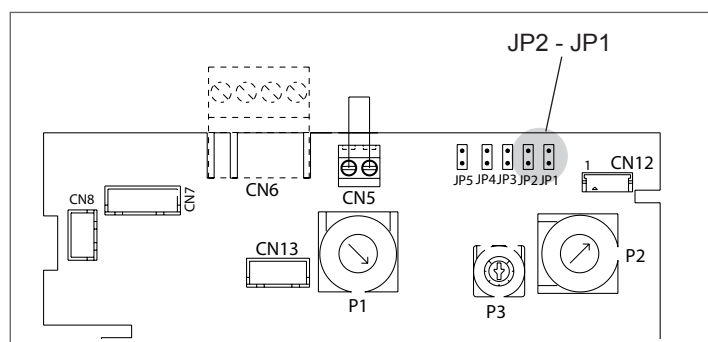 JP2 - JP1
JP5 JP4 JP3 JP2 JP1
1 CN12
CN6
CN5
CN7
CN8
CN13
P1
P3
P2